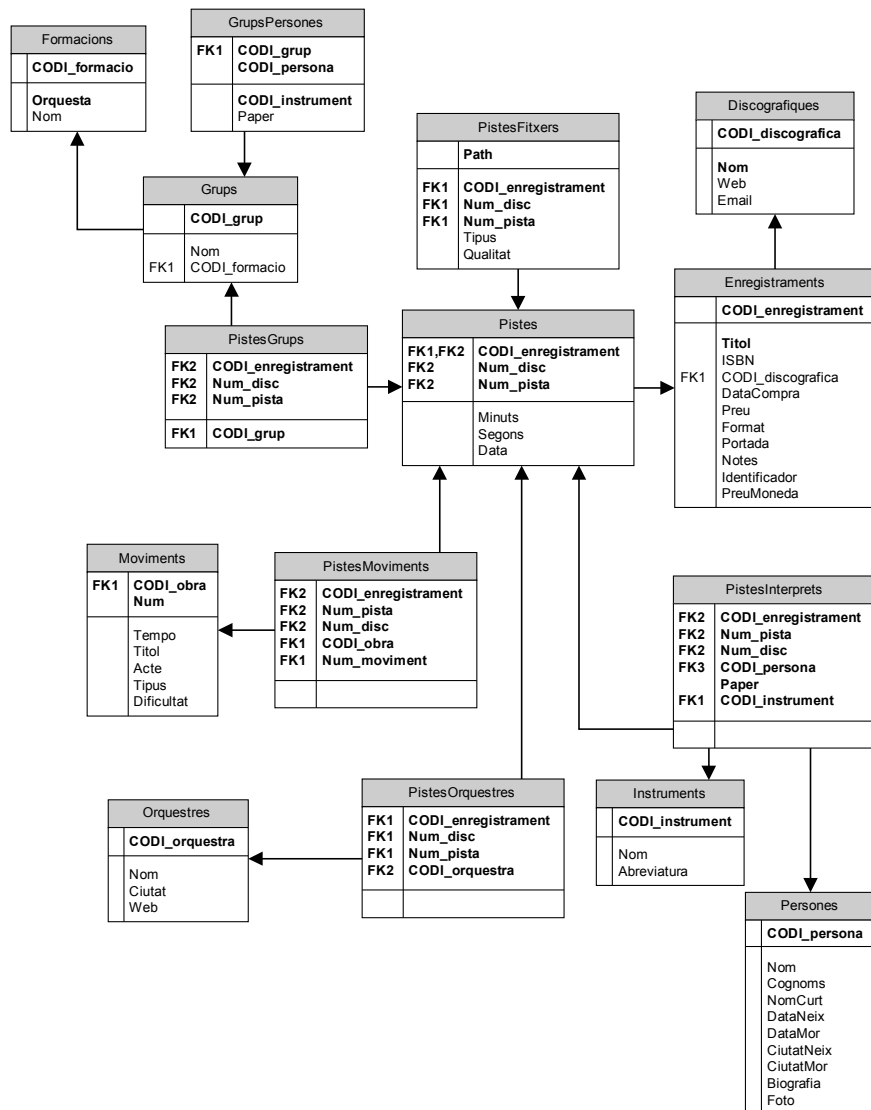 Formacions
CODI_formacio
Orquesta
Nom
GrupsPersones
FK1 CODI_grup
CODI_persona
CODI_instrument
Paper
Grups
CODI_grup
Nom
FK1 CODI_formacio
PistesFitxers
Path
FK1 CODI_enregistrament
FK1 Num_disc
FK1 Num_pista
Tipus
Qualitat
Discografiques
CODI_discografica
Nom
Web
Email
PistesGrups
FK2 CODI_enregistrament
FK2 Num_disc
FK2 Num_pista
FK1 CODI_grup
Pistes
FK1,FK2 CODI_enregistrament
FK2 Num_disc
FK2 Num_pista
Minuts
Segons
Data
Enregistraments
CODI_enregistrament
Titol
ISBN
FK1 CODI_discografica
DataCompra
Preu
Format
Portada
Notes
Identificador
PreuMoneda
Moviments
FK1 CODI_obra
Num
Tempo
Titol
Acte
Tipus
Dificultat
PistesMoviments
FK2 CODI_enregistrament
FK2 Num_pista
FK2 Num_disc
FK1 CODI_obra
FK1 Num_moviment
PistesInterprets
FK2 CODI_enregistrament
FK2 Num_pista
FK2 Num_disc
FK3 CODI_persona
Paper
FK1 CODI_instrument
Orquestres
CODI_orquestra
Nom
Ciutat
Web
PistesOrquestres
FK1 CODI_enregistrament
FK1 Num_disc
FK1 Num_pista
FK2 CODI_orquestra
Instruments
CODI_instrument
Nom
Abreviatura
Persones
CODI_persona
Nom
Cognoms
NomCurt
DataNeix
DataMor
CiutatNeix
CiutatMor
Biografia
Foto